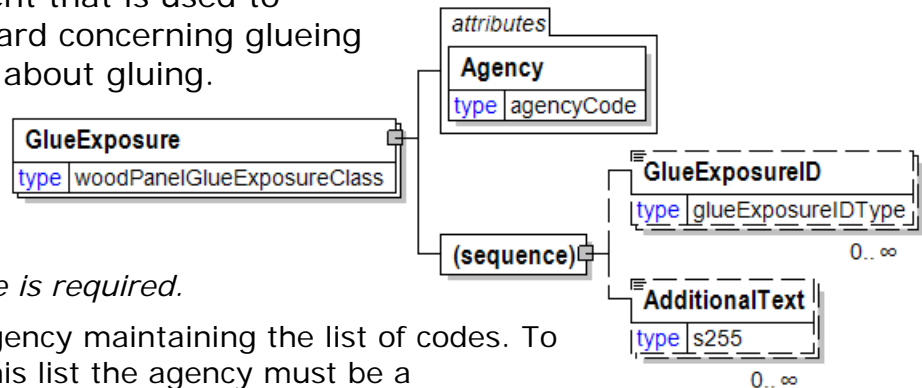 ent that is used to
ard concerning glueing
about gluing.
attributes
Agency
type agencyCode
GlueExposure
type woodPanelGlueExposureClass
GlueExposureID
type glueExposureIDType
0.. ∞
(sequence)
AdditionalText
type s255
0.. ∞
e is required.
gency maintaining the list of codes. To
his list the agency must be a